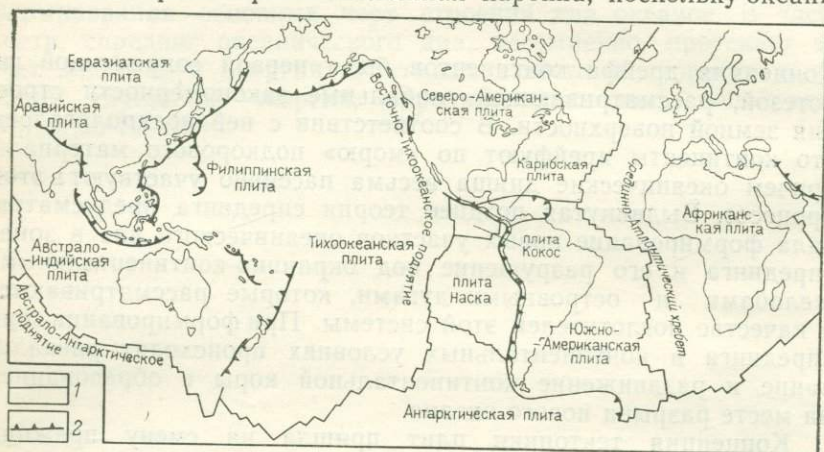 Евразиатская
плита
Аравийская
плита
Филиппинская
плита
Австрало-
индийская
плита
Тихоокеанская
плита
Австрало-Антарктическое
поднятие
Восточно-Тихоокеанское поднятие
Северо-Американ-
ская плита
Карибская
плита
плита
Кокос
плита
Наска
Южно-
-Американская
плита
Антарктическая плита
Срединно-Атлантический хребет
Африканс-
кая плита
1
2